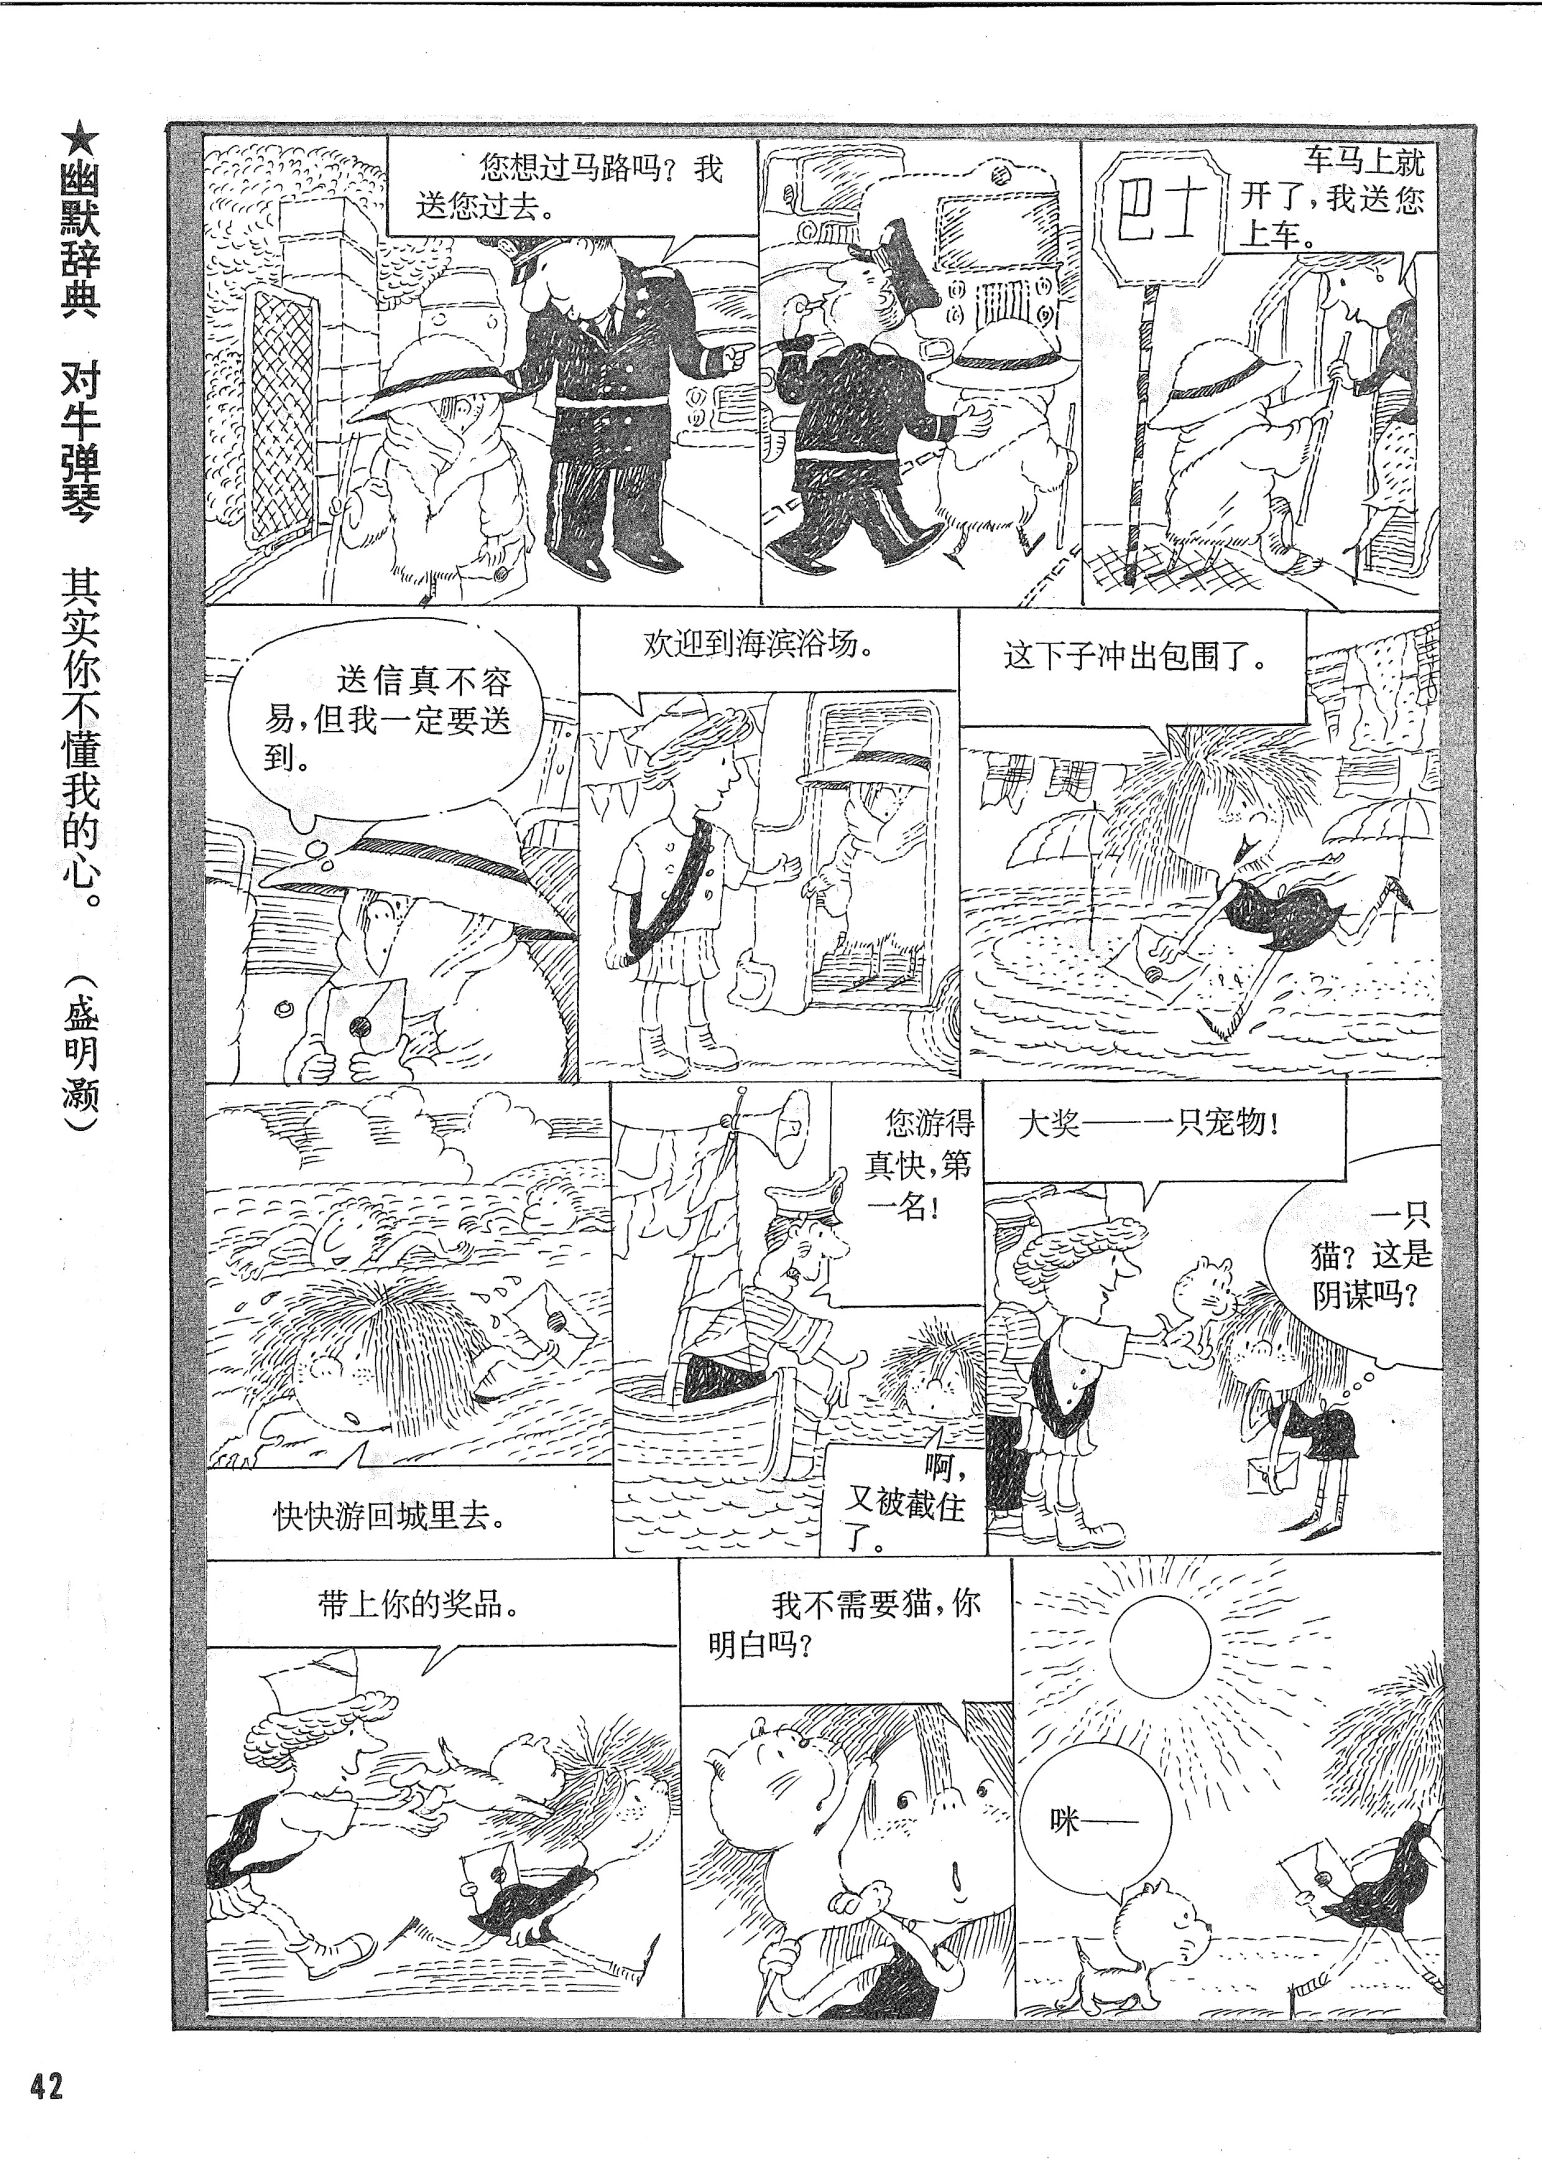 ★幽默辞典 对牛弹琴 其实你不懂我的心。 (盛明灏)
您想过马路吗?我
送您过去。
巴士
车马上就
开了,我送您
上车。
送信真不容
易,但我一定要送
到。
欢迎到海滨浴场。
这下子冲出包围了。
快快游回城里去。
您游得
真快,第
一名!
啊,
又被截住
了。
大奖——一只宠物!
一只
猫?这是
阴谋吗?
带上你的奖品。
我不需要猫,你
明白吗?
咪——
42